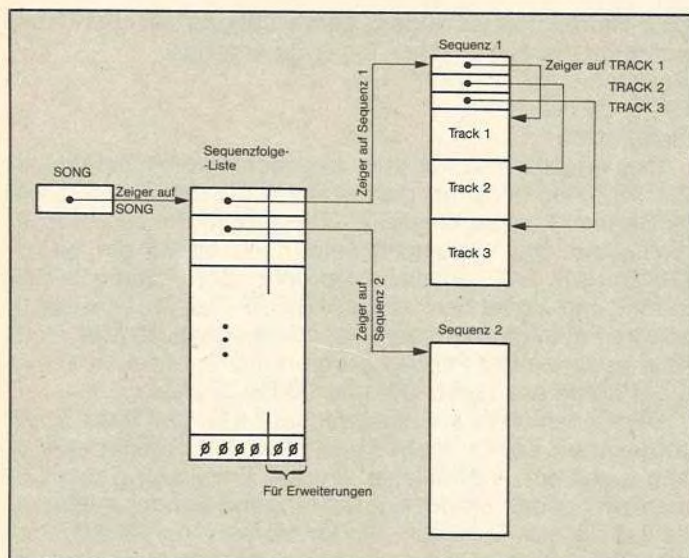 Sequenz 1
Zeiger auf TRACK 1
TRACK 2
TRACK 3
Track 1
Track 2
Track 3
Zeiger auf Sequenz 1
Sequenzfolge-
-Liste
SONG
Zeiger auf
SONG
Zeiger auf
Sequenz 2
Sequenz 2
Ø Ø Ø Ø Ø Ø
Für Erweiterungen